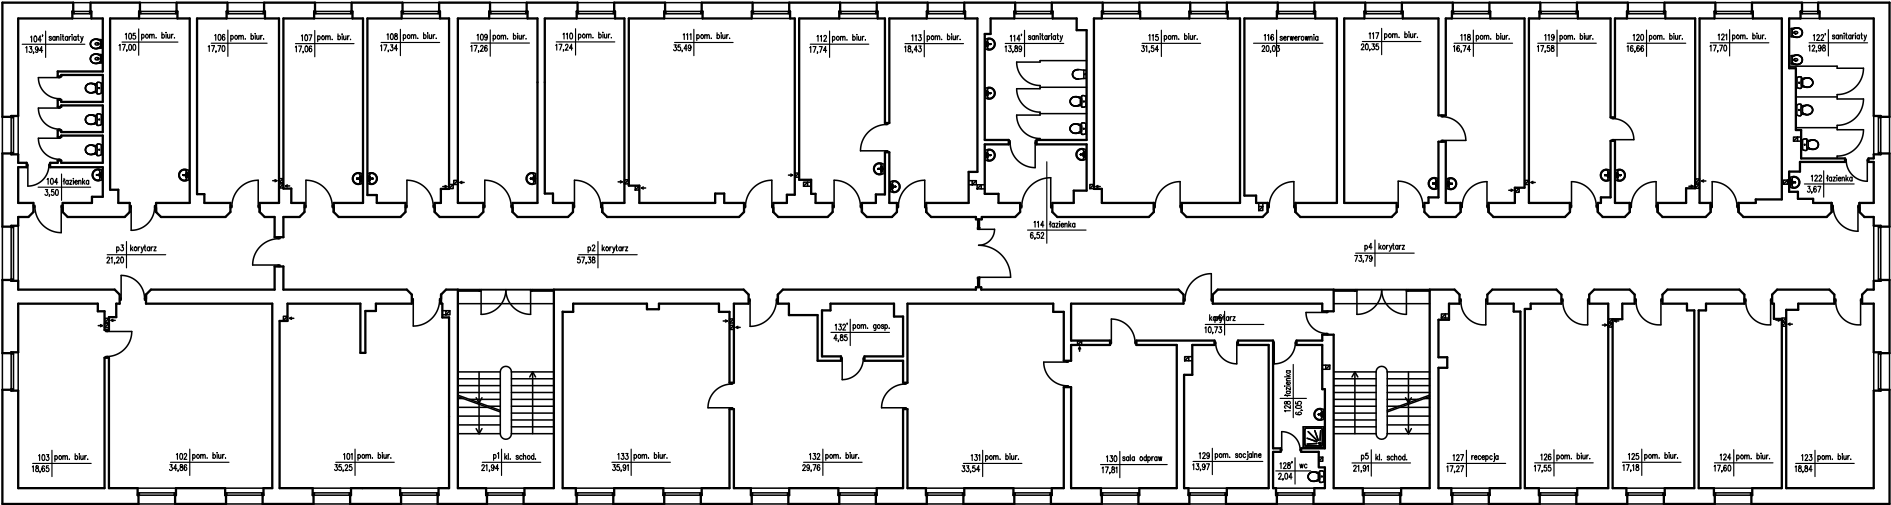 104' sanitariaty
13,94
105 pom. biur.
17,00
106 pom. biur.
17,70
107 pom. biur.
17,06
108 pom. biur.
17,34
109 pom. biur.
17,26
110 pom. biur.
17,24
111 pom. biur.
35,49
112 pom. biur.
17,74
113 pom. biur.
18,43
114' sanitariaty
13,89
115 pom. biur.
31,54
116 serwerownia
20,03
117 pom. biur.
20,35
118 pom. biur.
16,74
119 pom. biur.
17,58
120 pom. biur.
16,66
121 pom. biur.
17,70
122' sanitariaty
12,98
104 łazienka
3,50
122 łazienka
3,67
114 łazienka
6,52
p3 korytarz
21,20
p2 korytarz
57,38
p4 korytarz
73,79
korytarz
10,73
132' pom. gosp.
4,85
128 łazienka
6,05
103 pom. biur.
18,65
102 pom. biur.
34,86
101 pom. biur.
35,25
p1 kl. schod.
21,94
133 pom. biur.
35,91
132 pom. biur.
29,76
131 pom. biur.
33,54
130 sala odpraw
17,81
129 pom. socjalne
13,97
128' wc
2,04
p5 kl. schod.
21,91
127 recepcja
17,27
126 pom. biur.
17,55
125 pom. biur.
17,18
124 pom. biur.
17,60
123 pom. biur.
18,84